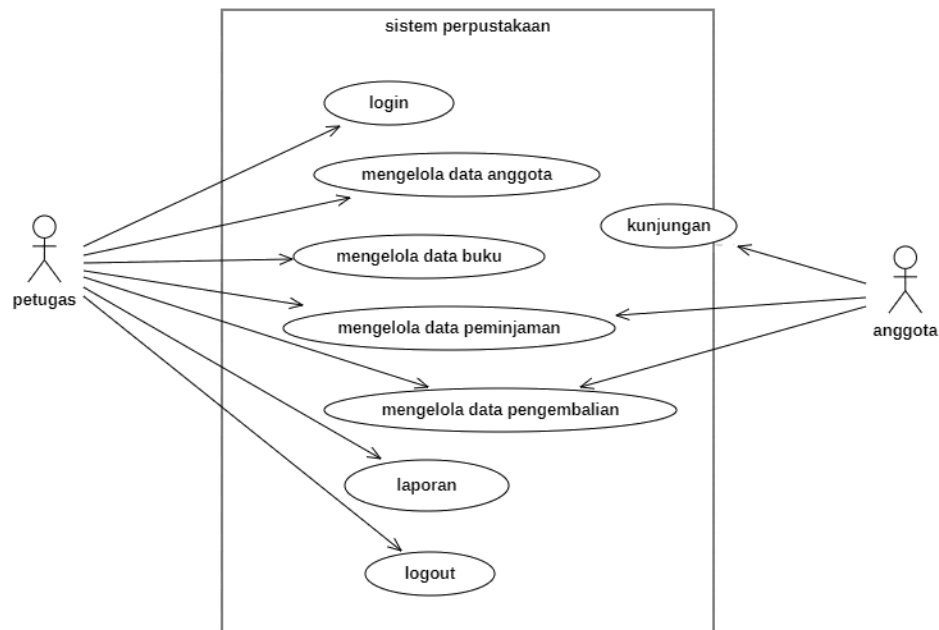 sistem perpustakaan
login
mengelola data anggota
kunjungan
mengelola data buku
petugas
mengelola data peminjaman
anggota
mengelola data pengembalian
laporan
logout